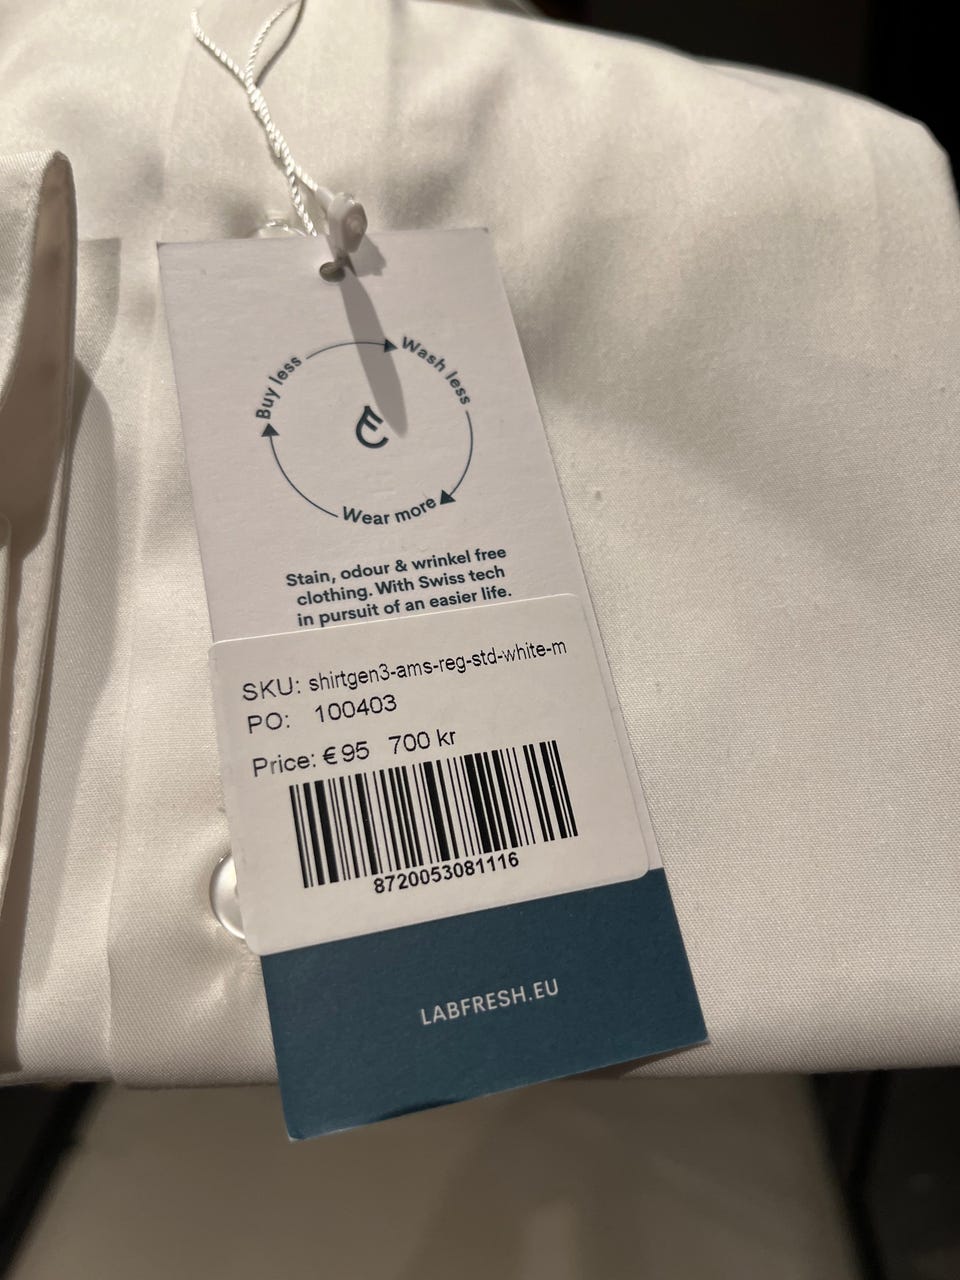 Buy less
Wash less
Wear more
Stain, odour & wrinkel free
clothing. With Swiss tech
in pursuit of an easier life.
SKU: shirtgen3-ams-reg-std-white-m
PO: 100403
Price: € 95 700 kr
8720053081116
LABFRESH.EU